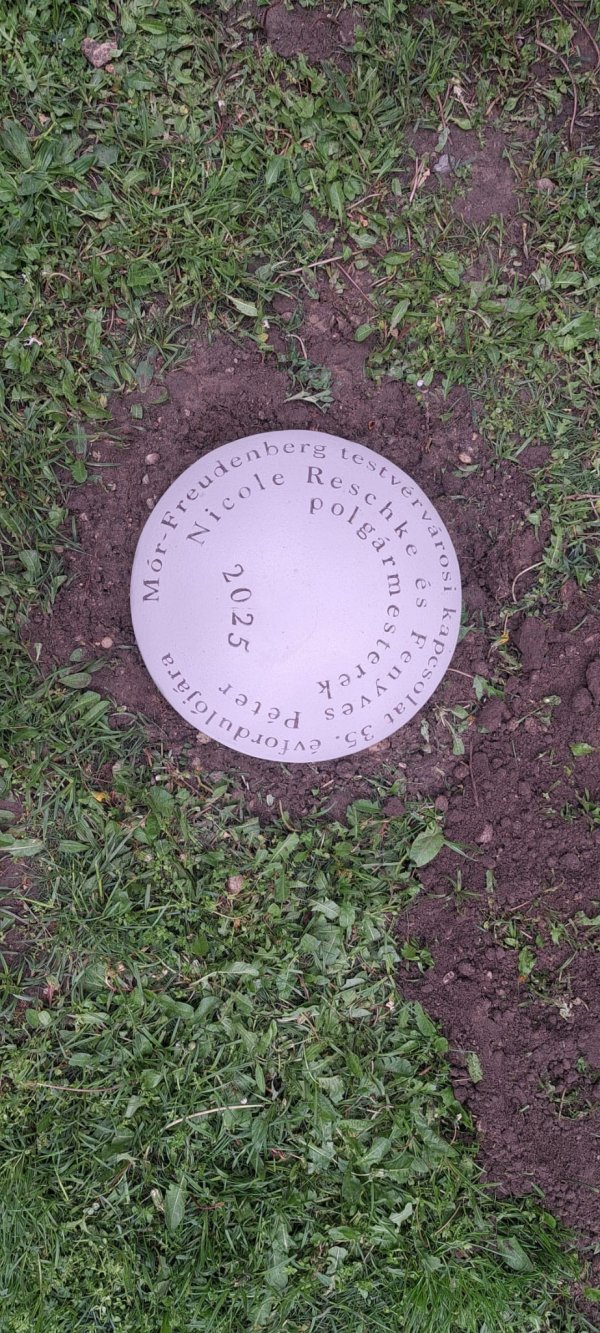 Mór-Freudenberg testvérvárosi kapcsolat 35. évfordulójára
Nicole Reschke és Fenyves Péter
polgármesterek
2025